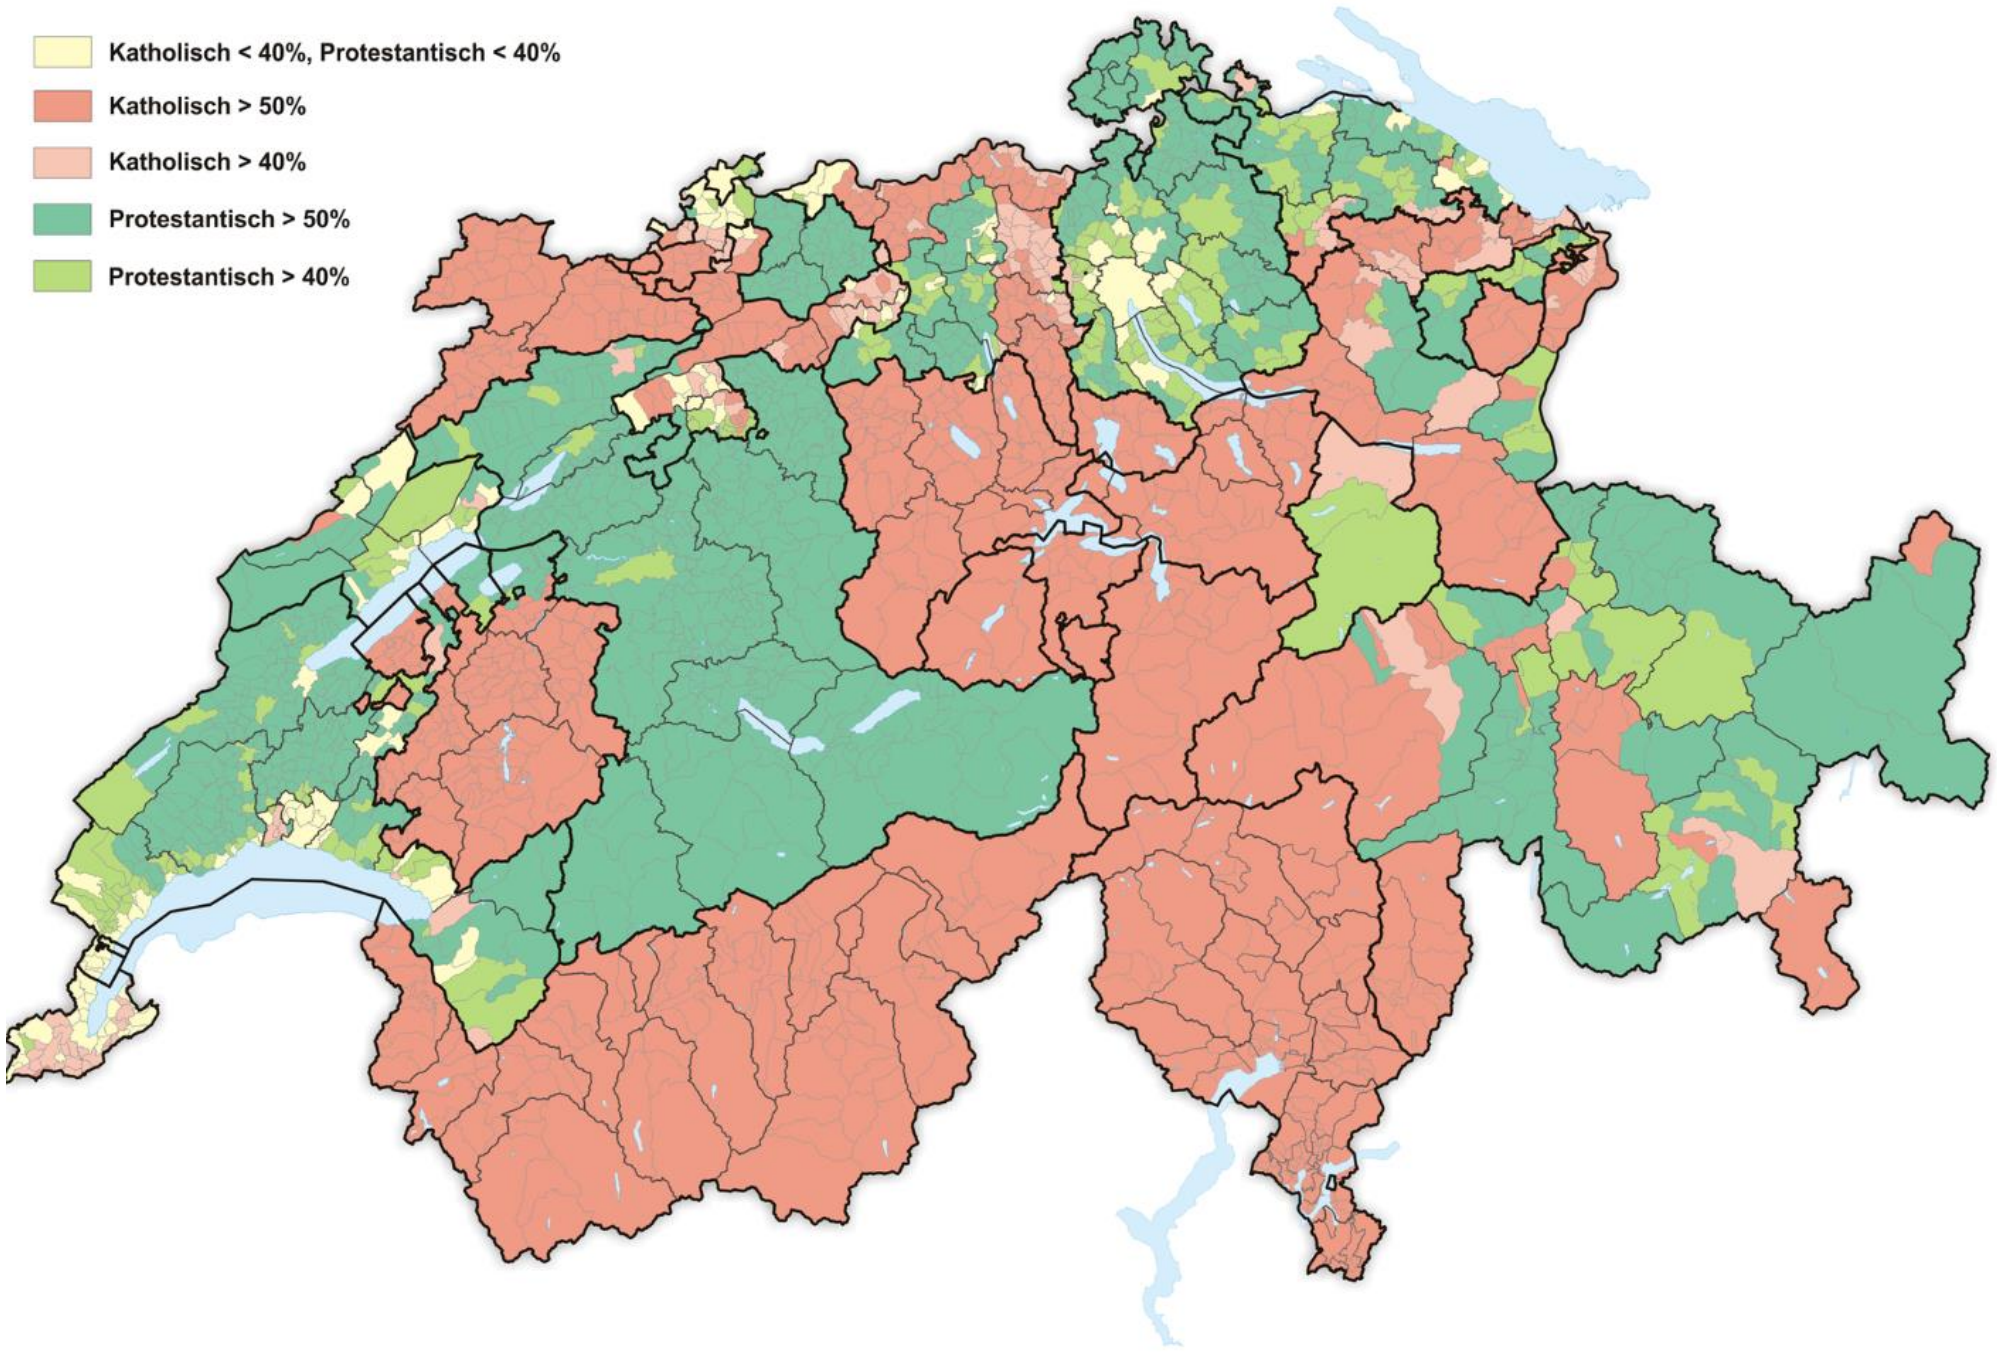 Katholisch < 40%, Protestantisch < 40%
Katholisch > 50%
Katholisch > 40%
Protestantisch > 50%
Protestantisch > 40%